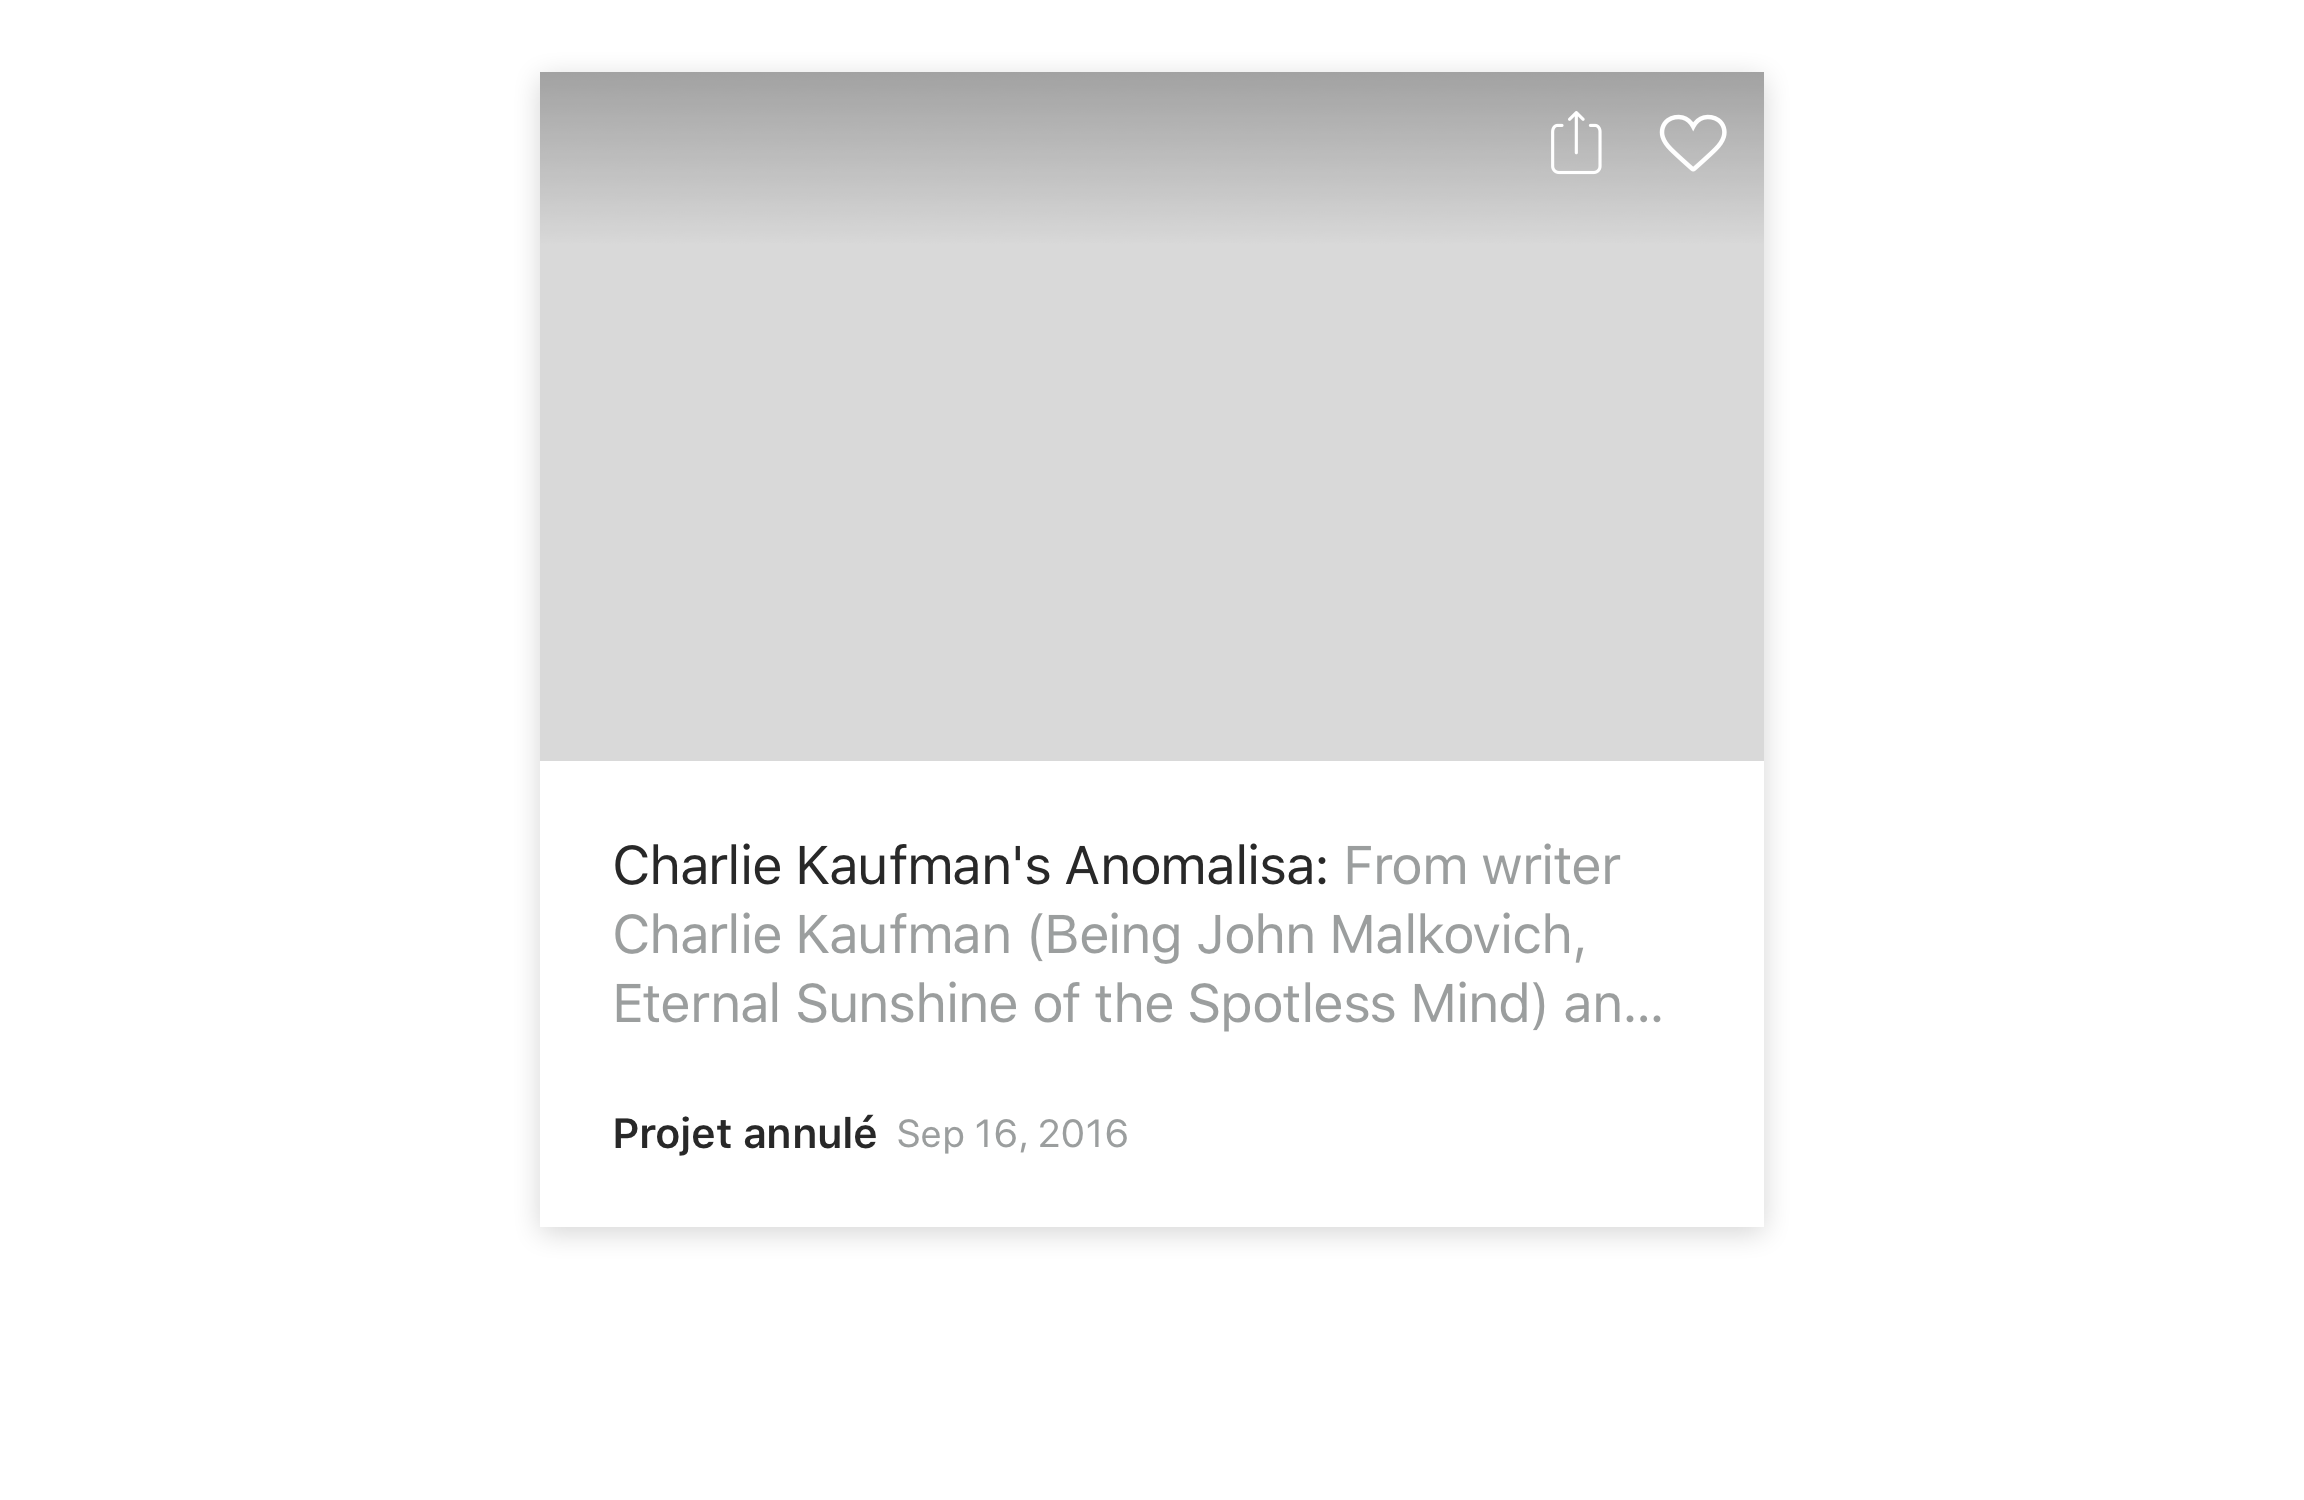 Charlie Kaufman's Anomalisa: From writer
Charlie Kaufman (Being John Malkovich,
Eternal Sunshine of the Spotless Mind) an...
Projet annulé Sep 16, 2016